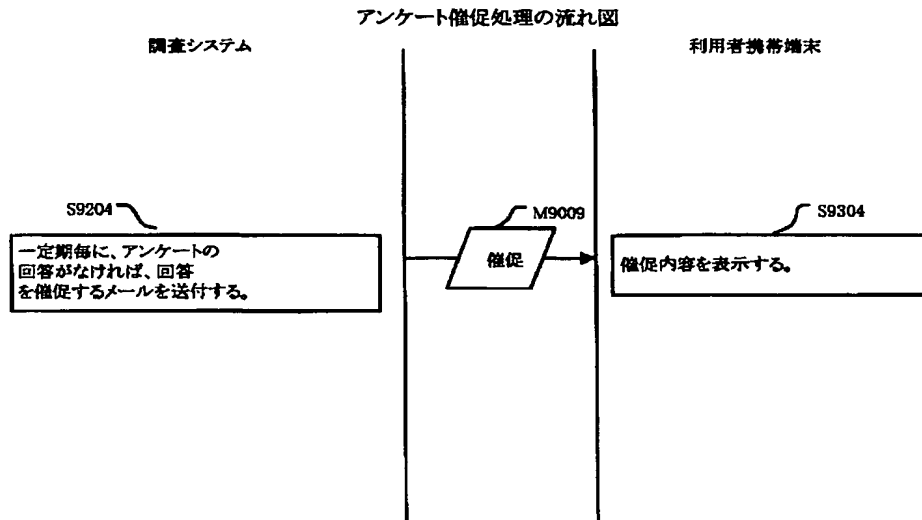 アンケート催促処理の流れ図
調査システム
利用者携帯端末
S9204
M9009
S9304
一定期毎に、アンケートの
回答がなければ、回答
を催促するメールを送付する。
催促
催促内容を表示する。